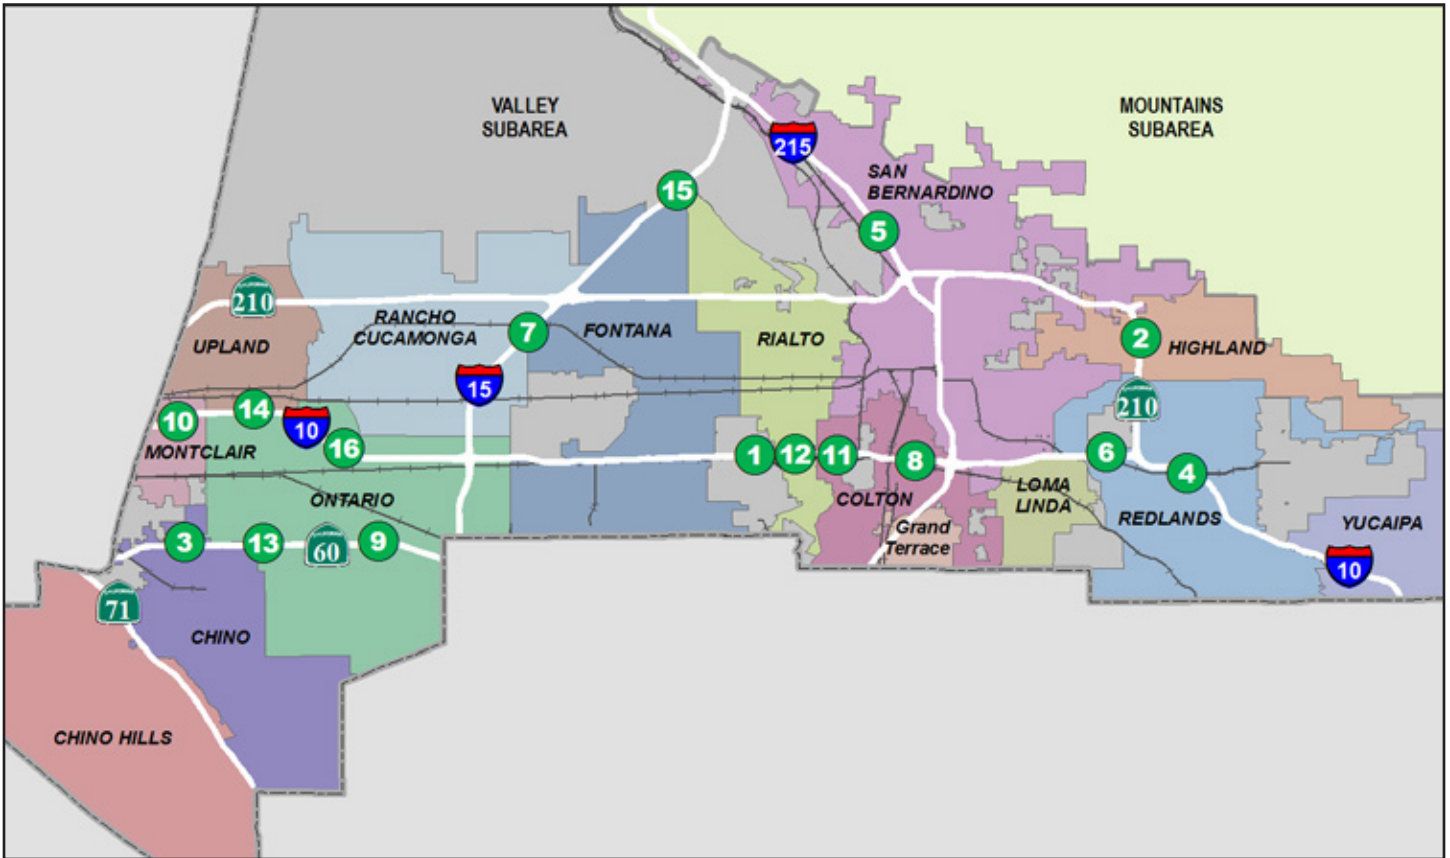 VALLEY
SUBAREA
MOUNTAINS
SUBAREA
215
SAN
BERNARDINO
15
5
210
RANCHO
CUCAMONGA
7
FONTANA
RIALTO
2
HIGHLAND
UPLAND
15
210
10
14
10
16
MONTCLAIR
1
12
11
8
6
4
ONTARIO
COLTON
LOMA
LINDA
REDLANDS
YUCAIPA
Grand
Terrace
3
13
60
9
10
71
CHINO
CHINO HILLS